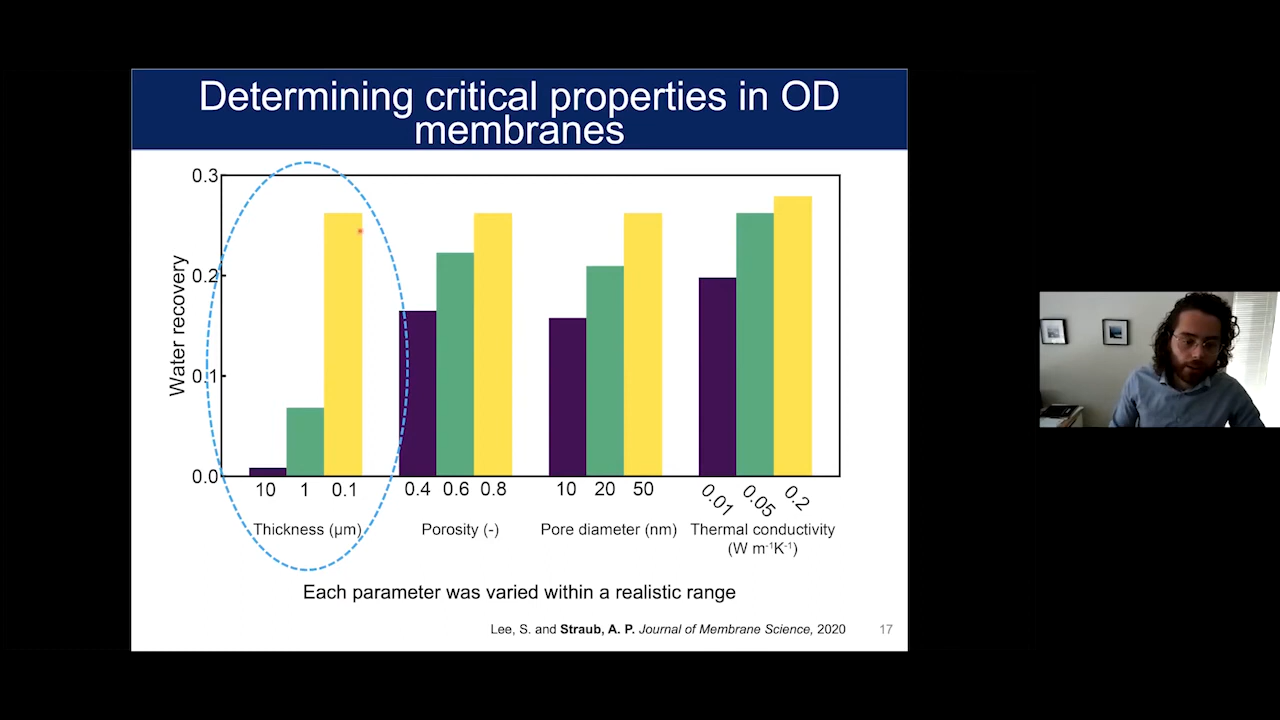 Determining critical properties in OD
membranes
0.3
0.2
0.1
0.0
Water recovery
10 1 0.1 0.4 0.6 0.8 10 20 50 0.01 0.05 0.2
Thickness (μm) Porosity (-) Pore diameter (nm) Thermal conductivity
(W m⁻¹K⁻¹)
Each parameter was varied within a realistic range
Lee, S. and Straub, A. P. Journal of Membrane Science, 2020 17